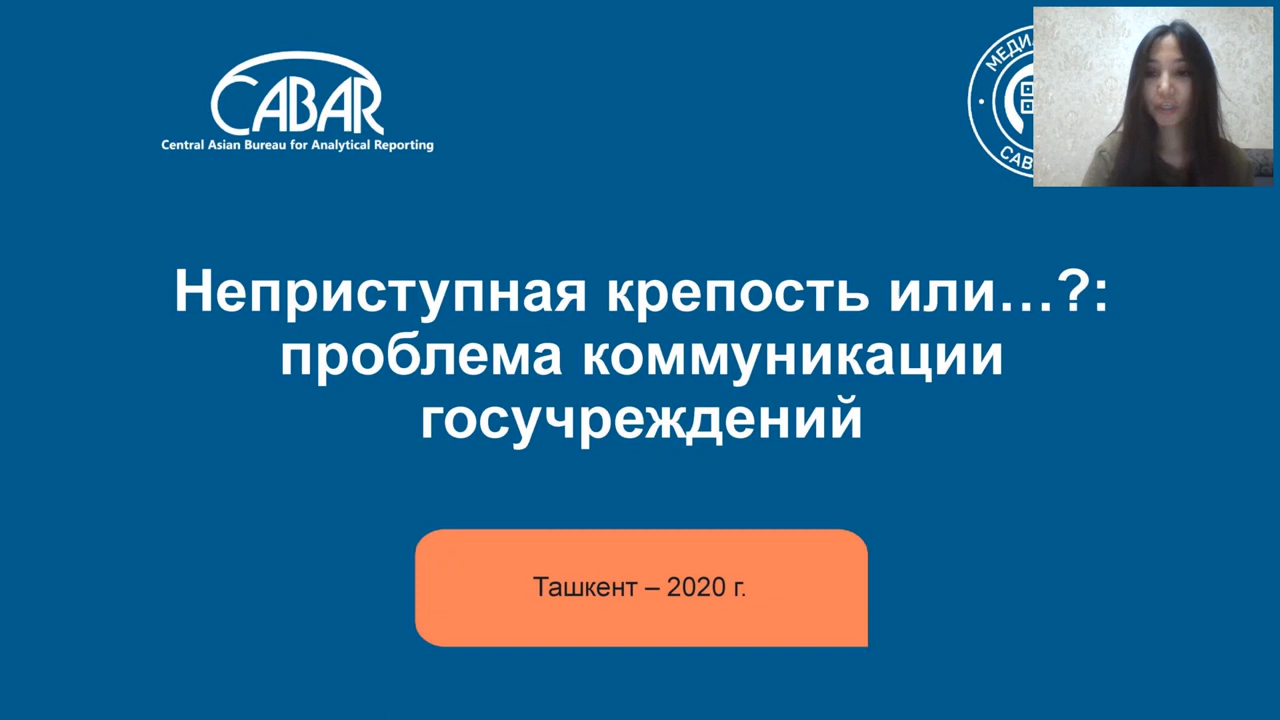 CABAR
Central Asian Bureau for Analytical Reporting
Неприступная крепость или…?:
проблема коммуникации
госучреждений
Ташкент – 2020 г.